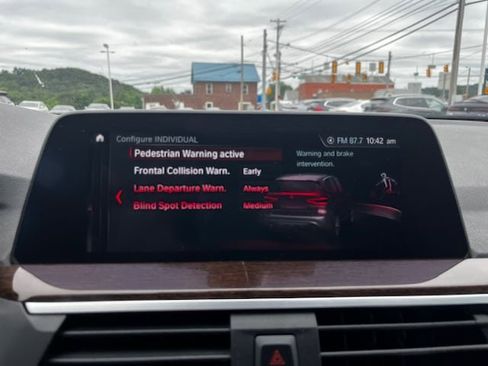 Configure INDIVIDUAL
FM 87.7 10:42 am
Pedestrian Warning active
Warning and brake
intervention.
Frontal Collision Warn. Early
Lane Departure Warn. Always
Blind Spot Detection Medium